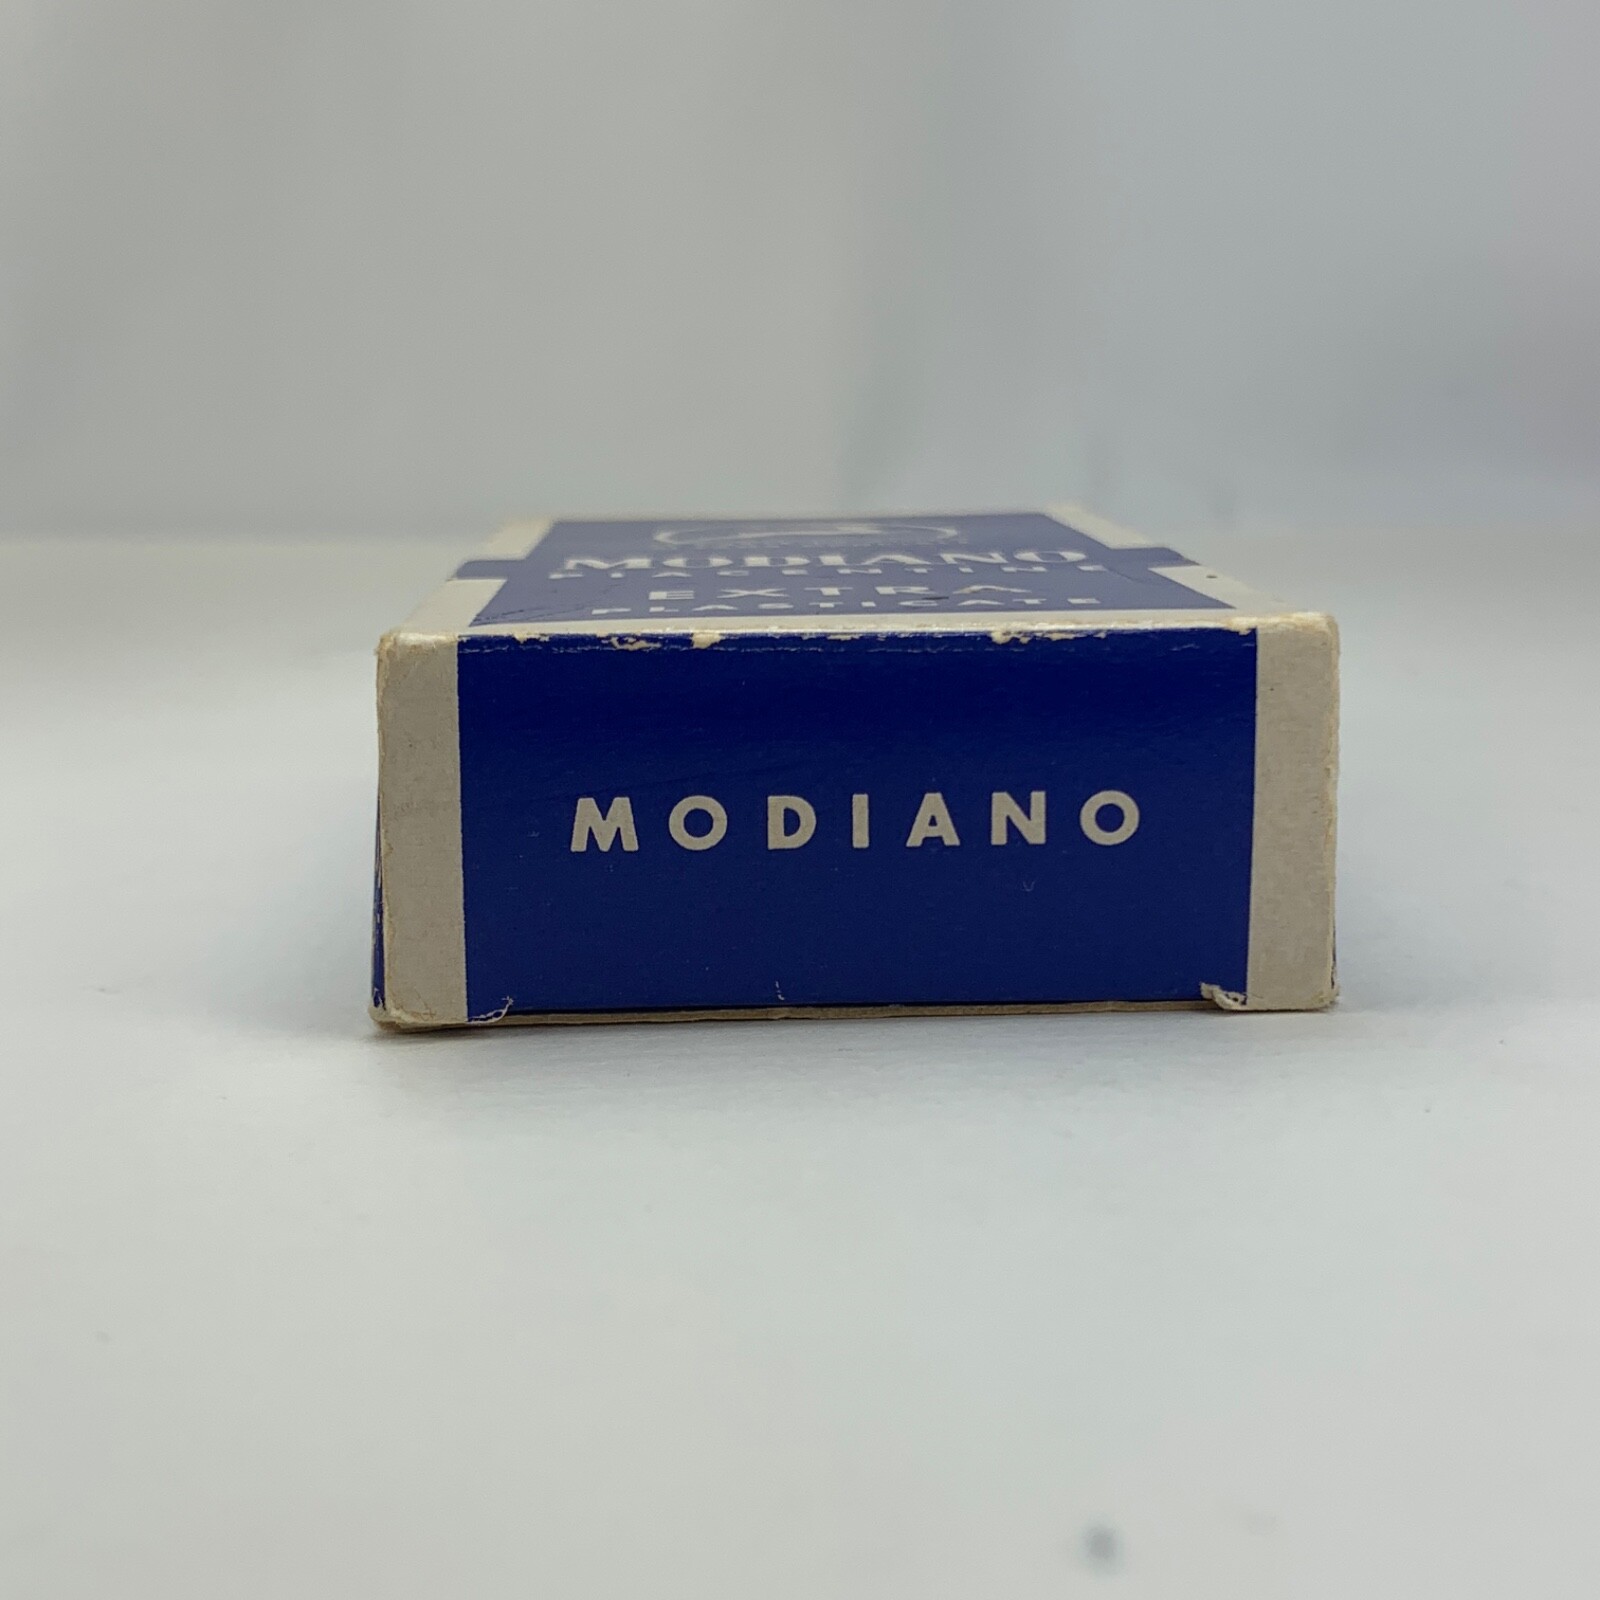 MODIANO
PIACENTINE
EXTRA
PLASTICATE
MODIANO